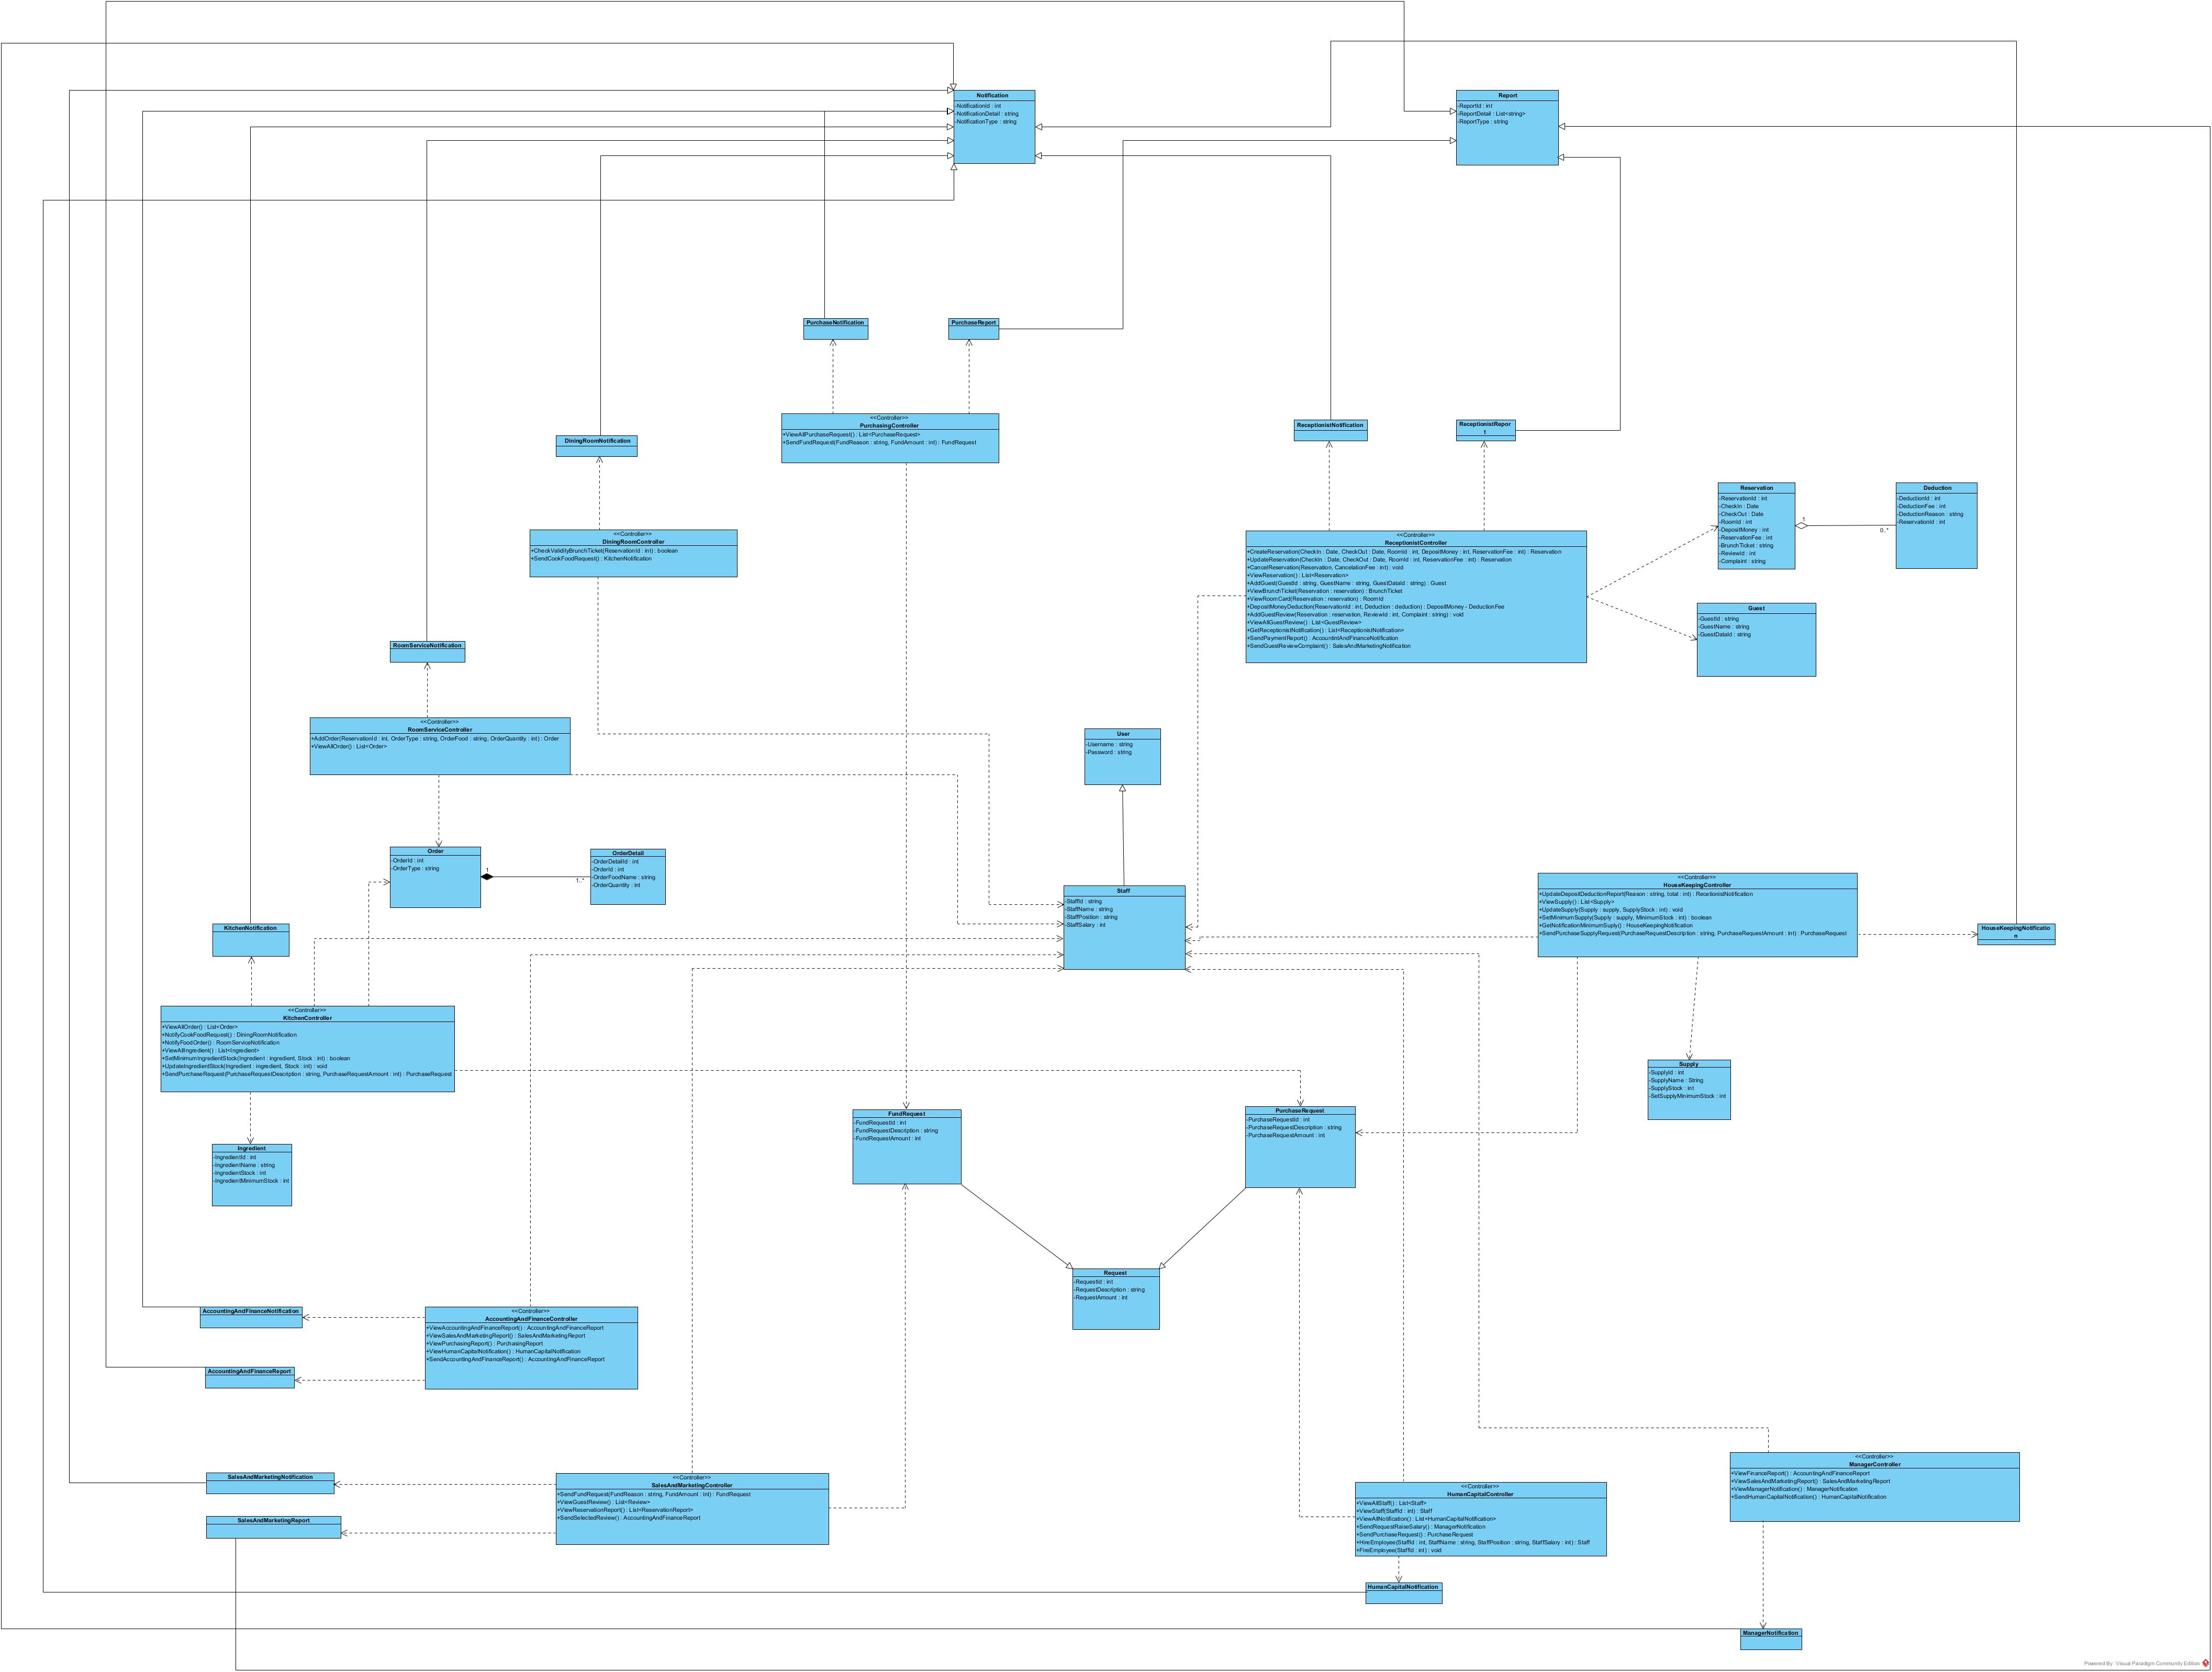 Notification
-NotificationId : int
-NotificationDetail : string
-NotificationType : string
Report
-ReportId : int
-ReportDetail : List<string>
-ReportType : string
PurchaseNotification
PurchaseReport
<<Controller>>
PurchasingController
+ViewAllPurchaseRequest() : List<PurchaseRequest>
+SendFundRequest(FundReason : string, FundAmount : int) : FundRequest
DiningRoomNotification
ReceptionistNotification
ReceptionistRepor
t
<<Controller>>
DiningRoomController
+CheckValidityBrunchTicket(ReservationId : int) : boolean
+SendCookFoodRequest() : KitchenNotification
<<Controller>>
ReceptionistController
+CreateReservation(CheckIn : Date, CheckOut : Date, RoomId : int, DepositMoney : int, ReservationFee : int) : Reservation
+UpdateReservation(CheckIn : Date, CheckOut : Date, RoomId : int, ReservationFee : int) : Reservation
+CancelReservation(Reservation, CancelationFee : int) : void
+ViewReservation() : List<Reservation>
+AddGuest(GuestId : string, GuestName : string, GuestDataId : string) : Guest
+ViewBrunchTicket(Reservation : reservation) : BrunchTicket
+ViewRoomCard(Reservation : reservation) : RoomId
+DepositMoneyDeduction(ReservationId : int, Deduction : deduction) : DepositMoney - DeductionFee
+AddGuestReview(Reservation : reservation, ReviewId : int, Complaint : string) : void
+ViewAllGuestReview() : List<GuestReview>
+GetReceptionistNotification() : List<ReceptionistNotification>
+SendPaymentReport() : AccountintAndFinanceNotification
+SendGuestReviewComplaint() : SalesAndMarketingNotification
Reservation
-ReservationId : int
-CheckIn : Date
-CheckOut : Date
-RoomId : int
-DepositMoney : int
-ReservationFee : int
-BrunchTicket : string
-ReviewId : int
-Complaint : string
1
0..*
Deduction
-DeductionId : int
-DeductionFee : int
-DeductionReason : string
-ReservationId : int
Guest
-GuestId : string
-GuestName : string
-GuestDataId : string
RoomServiceNotification
<<Controller>>
RoomServiceController
+AddOrder(ReservationId : int, OrderType : string, OrderFood : string, OrderQuantity : int) : Order
+ViewAllOrder() : List<Order>
User
-Username : string
-Password : string
Order
-OrderId : int
-OrderType : string
1
1..*
OrderDetail
-OrderDetailId : int
-OrderId : int
-OrderFoodName : string
-OrderQuantity : int
Staff
-StaffId : string
-StaffName : string
-StaffPosition : string
-StaffSalary : int
<<Controller>>
HouseKeepingController
+UpdateDepositDeductionReport(Reason : string, total : int) : RecetionistNotification
+ViewSupply() : List<Supply>
+UpdateSupply(Supply : supply, SupplyStock : int) : void
+SetMinimumSupply(Supply : supply, MinimumStock : int) : boolean
+GetNotificationMinimumSuply() : HouseKeepingNotification
+SendPurchaseSupplyRequest(PurchaseRequestDescription : string, PurchaseRequestAmount : int) : PurchaseRequest
HouseKeepingNotificatio
n
KitchenNotification
<<Controller>>
KitchenController
+ViewAllOrder() : List<Order>
+NotifyCookFoodRequest() : DiningRoomNotification
+NotifyFoodOrder() : RoomServiceNotification
+ViewAllIngredient() : List<Ingredient>
+SetMinimumIngredientStock(Ingredient : ingredient, Stock : int) : boolean
+UpdateIngredientStock(Ingredient : ingredient, Stock : int) : void
+SendPurchaseRequest(PurchaseRequestDescription : string, PurchaseRequestAmount : int) : PurchaseRequest
Supply
-SupplyId : int
-SupplyName : String
-SupplyStock : int
-SetSupplyMinimumStock : int
FundRequest
-FundRequestId : int
-FundRequestDescription : string
-FundRequestAmount : int
PurchaseRequest
-PurchaseRequestId : int
-PurchaseRequestDescription : string
-PurchaseRequestAmount : int
Ingredient
-IngredientId : int
-IngredientName : string
-IngredientStock : int
-IngredientMinimumStock : int
Request
-RequestId : int
-RequestDescription : string
-RequestAmount : int
AccountingAndFinanceNotification
<<Controller>>
AccountingAndFinanceController
+ViewAccountingAndFinanceReport() : AccountingAndFinanceReport
+ViewSalesAndMarketingReport() : SalesAndMarketingReport
+ViewPurchasingReport() : PurchasingReport
+ViewHumanCapitalNotification() : HumanCapitalNotification
+SendAccountingAndFinanceReport() : AccountingAndFinanceReport
AccountingAndFinanceReport
SalesAndMarketingNotification
<<Controller>>
SalesAndMarketingController
+SendFundRequest(FundReason : string, FundAmount : int) : FundRequest
+ViewGuestReview() : List<Review>
+ViewReservationReport() : List<ReservationReport>
+SendSelectedReview() : AccountingAndFinanceReport
SalesAndMarketingReport
<<Controller>>
HumanCapitalController
+ViewAllStaff() : List<Staff>
+ViewStaff(StaffId : int) : Staff
+ViewAllNotification() : List<HumanCapitalNotification>
+SendRequestRaiseSalary() : ManagerNotification
+SendPurchaseRequest() : PurchaseRequest
+HireEmployee(StaffId : int, StaffName : string, StaffPosition : string, StaffSalary : int) : Staff
+FireEmployee(StaffId : int) : void
<<Controller>>
ManagerController
+ViewFinanceReport() : AccountingAndFinanceReport
+ViewSalesAndMarketingReport() : SalesAndMarketingReport
+ViewManagerNotification() : ManagerNotification
+SendHumanCapitalNotification() : HumanCapitalNotification
HumanCapitalNotification
ManagerNotification
Powered By: Visual Paradigm Community Edition